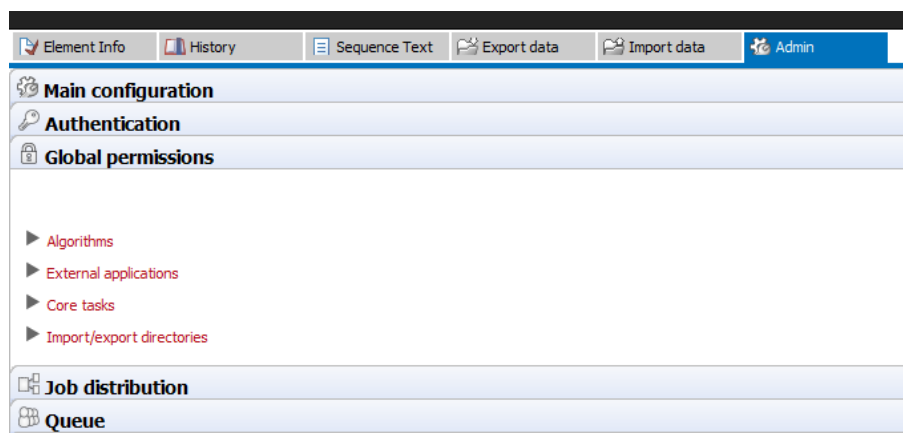 Element Info History Sequence Text Export data Import data Admin
Main configuration
Authentication
Global permissions
Algorithms
External applications
Core tasks
Import/export directories
Job distribution
Queue